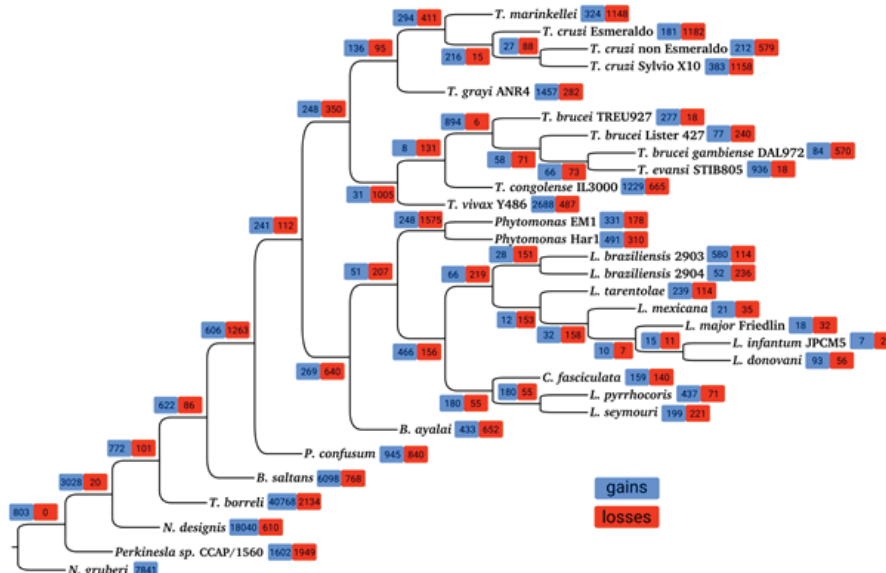 294 411
T. marinkellei 324 1148
T. cruzi Esmeraldo 181 1182
136 95
27 88
T. cruzi non Esmeraldo 212 579
216 15
T. cruzi Sylvio X10 383 1158
T. grayi ANR4 1457 282
248 350
894 6
T. brucei TREU927 277 18
T. brucei Lister 427 77 240
8 131
T. brucei gambiense DAL972 84 570
58 71
66 73
T. evansi STIB805 936 18
31 1005
T. congolense IL3000 1229 665
T. vivax Y486 2688 487
241 112
248 1575
Phytomonas EM1 331 178
Phytomonas Har1 491 310
28 151
L. braziliensis 2903 580 114
51 207
66 219
L. braziliensis 2904 52 236
L. tarentolae 239 114
L. mexicana 21 35
12 153
L. major Friedlin 18 32
606 1263
32 158
15 11
L. infantum JPCM5 7 2
466 156
10 7
L. donovani 93 56
269 640
C. fasciculata 159 140
180 55
L. pyrrhocoris 437 71
622 86
180 55
L. seymouri 199 221
B. ayalai 433 652
772 101
P. confusum 945 840
3028 20
B. saltans 6098 768
gains
T. borreli 40768 2134
803 0
losses
N. designis 18040 610
Perkinesla sp. CCAP/1560 1602 1949
N. gruberi 7841